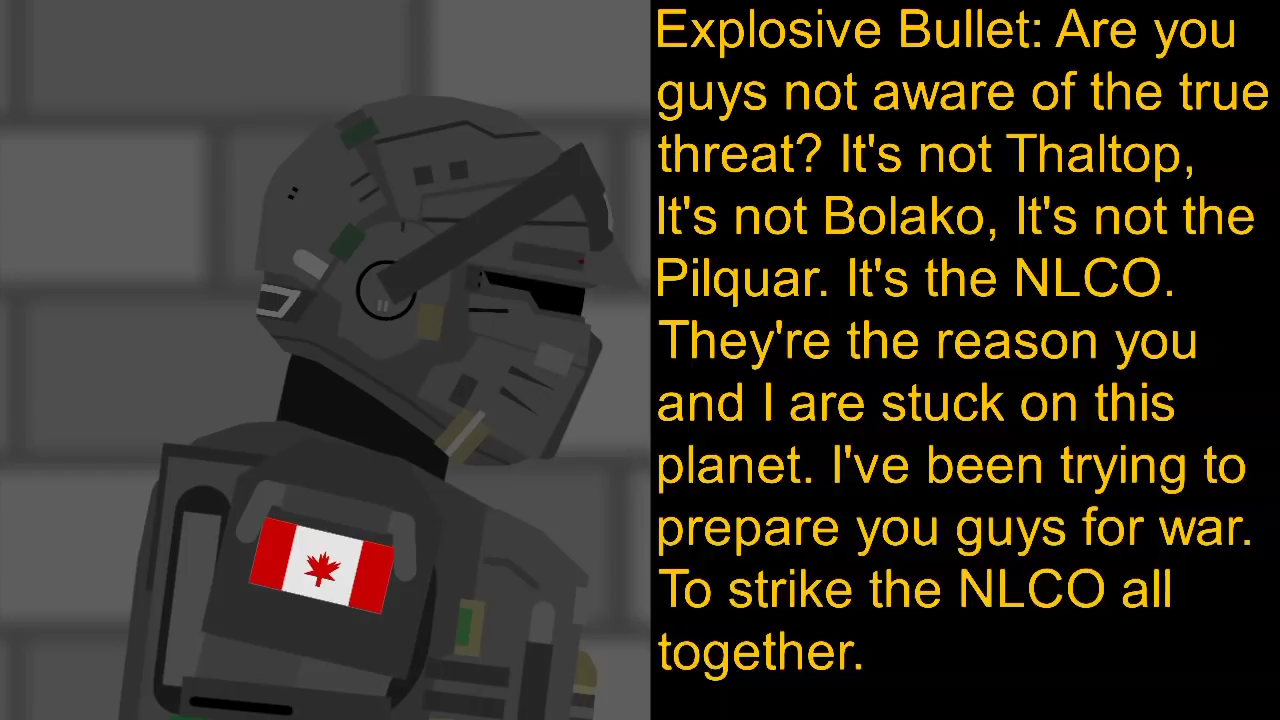 Explosive Bullet: Are you
guys not aware of the true
threat? It's not Thaltop,
It's not Bolako, It's not the
Pilquar. It's the NLCO.
They're the reason you
and I are stuck on this
planet. I've been trying to
prepare you guys for war.
To strike the NLCO all
together.